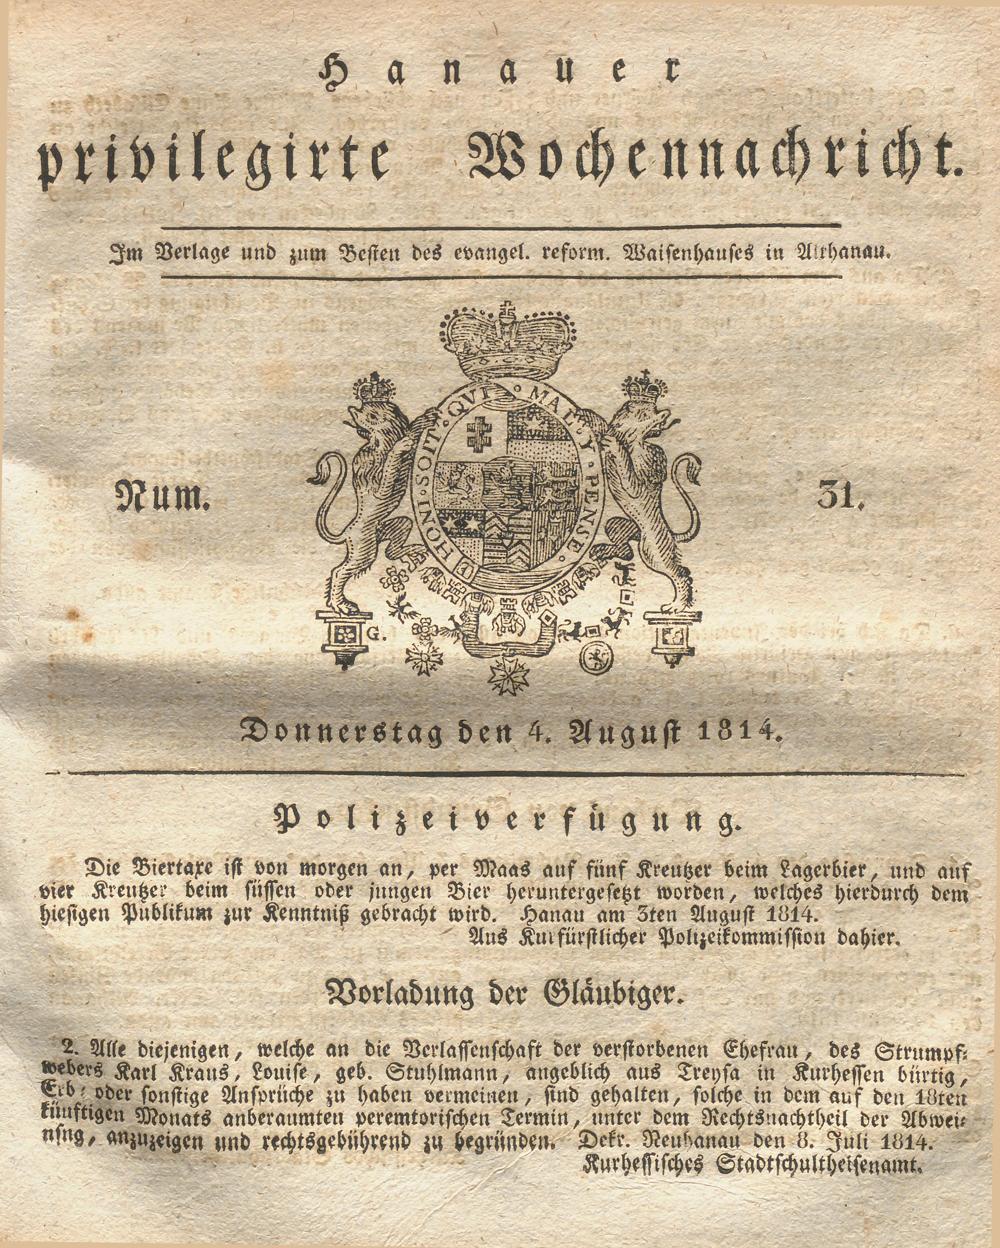 Hanauer
privilegirte Wochennachricht.
Im Verlage und zum Besten des evangel. reform. Waisenhauses in Althanau.
HONI · SOIT · QVI MAL · Y · PENSE ·
Num. 31.
G.
Donnerstag den 4. August 1814.
Polizeiverfügung.
Die Biertaxe ist von morgen an, per Maas auf fünf Kreutzer beim Lagerbier, und auf
vier Kreutzer beim süssen oder jungen Bier heruntergesetzt worden, welches hierdurch dem
hiesigen Publikum zur Kenntniß gebracht wird. Hanau am 3ten August 1814.
Aus Kurfürstlicher Polizeikommission dahier.
Vorladung der Gläubiger.
2. Alle diejenigen, welche an die Verlassenschaft der verstorbenen Ehefrau, des Strumpf-
webers Karl Kraus, Louise, geb. Stuhlmann, angeblich aus Treysa in Kurhessen bürtig,
Erb- oder sonstige Ansprüche zu haben vermeinen, sind gehalten, solche in dem auf den 18ten
künftigen Monats anberaumten peremtorischen Termin, unter dem Rechtsnachtheil der Abwei-
nsng, anzuzeigen und rechtsgebührend zu begründen. Dekr. Neuhanau den 8. Juli 1814.
Kurhessisches Stadtschultheisenamt.